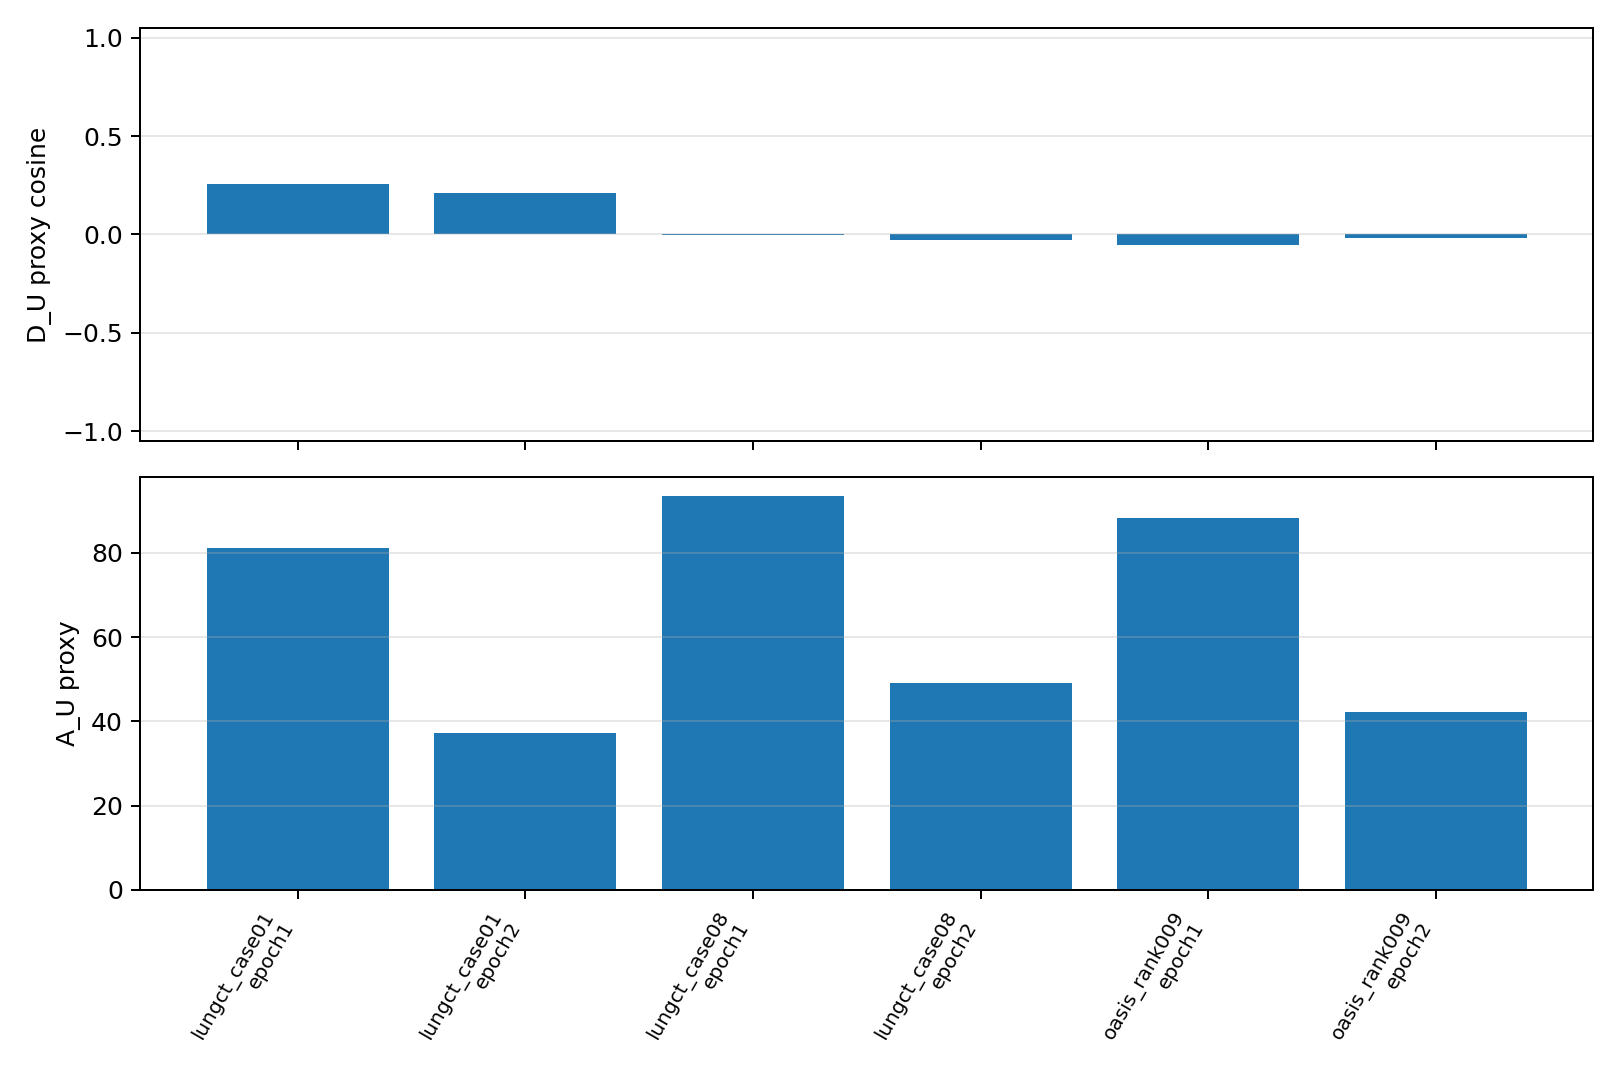 D_U proxy cosine
1.0
0.5
0.0
−0.5
−1.0
A_U proxy
80
60
40
20
0
lungct_case01
epoch1
lungct_case01
epoch2
lungct_case08
epoch1
lungct_case08
epoch2
oasis_rank009
epoch1
oasis_rank009
epoch2